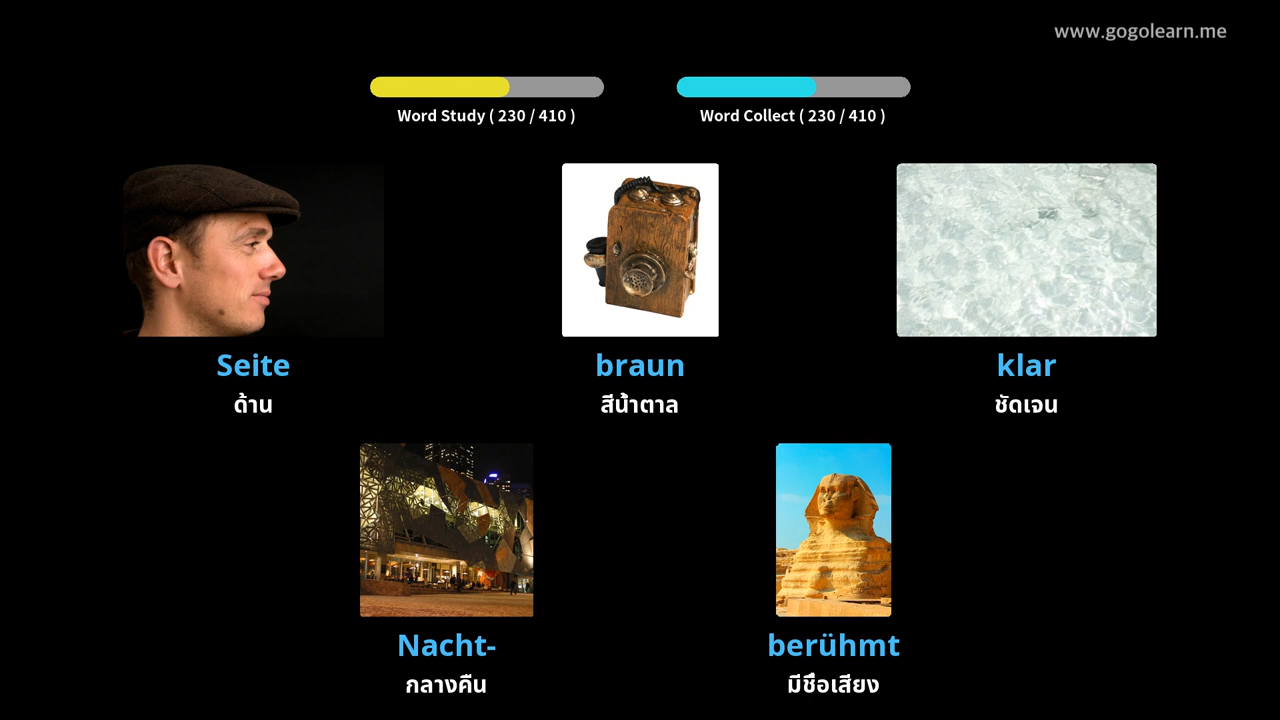 www.gogolearn.me
Word Study ( 230 / 410 )
Word Collect ( 230 / 410 )
Seite
ด้าน
braun
สีน้ำตาล
klar
ชัดเจน
Nacht-
กลางคืน
berühmt
มีชื่อเสียง